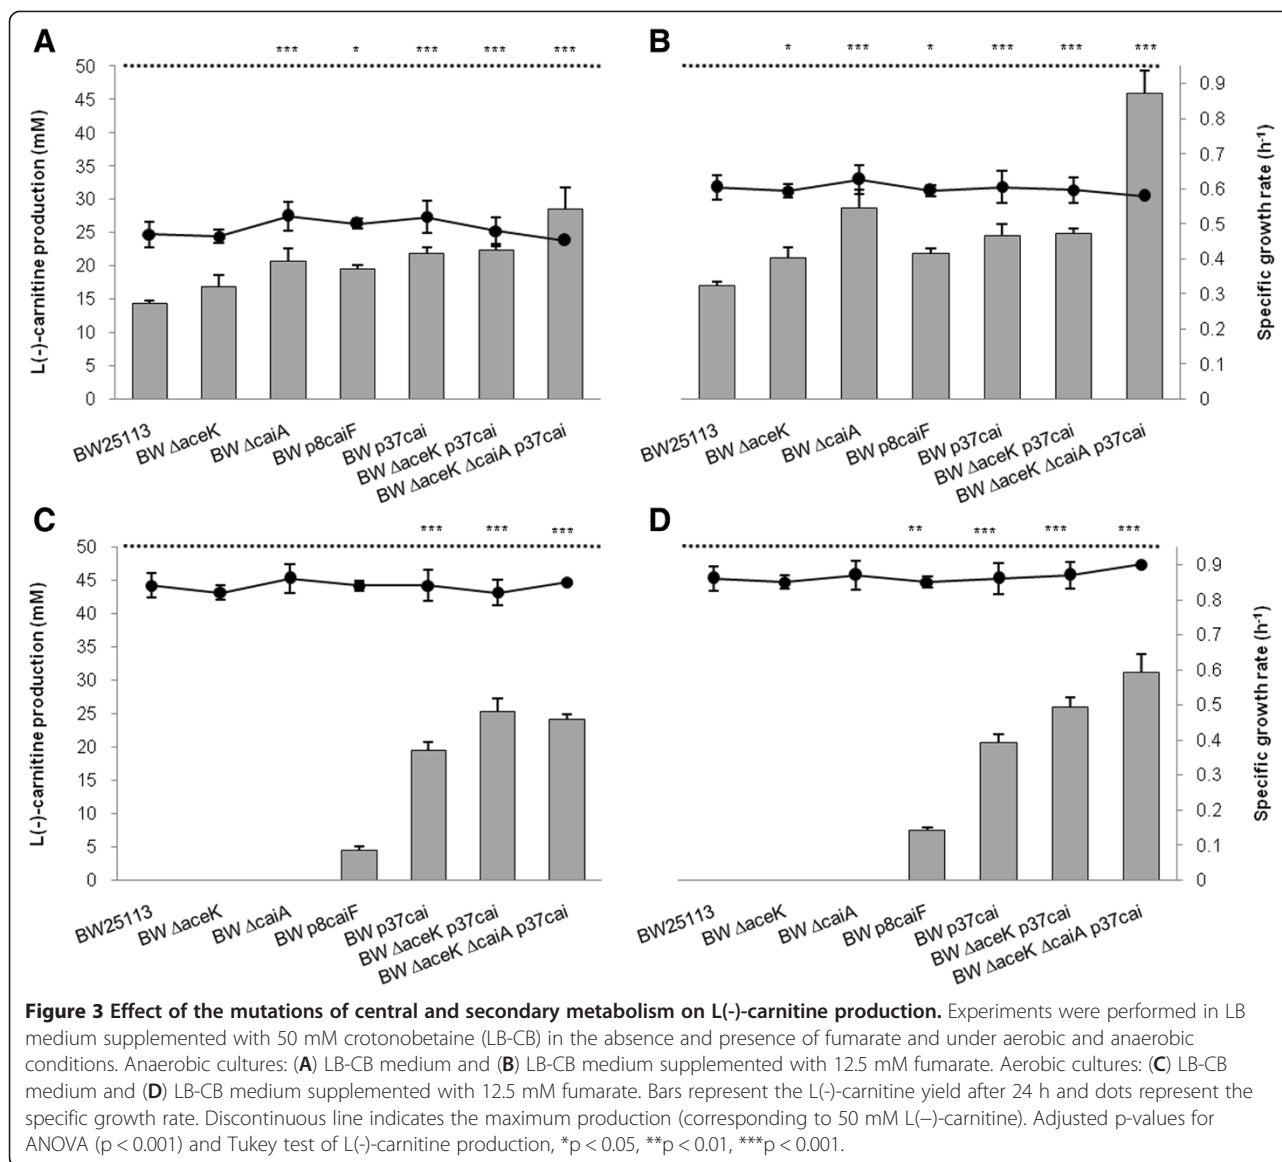 A
*** * *** *** ***
50
45
40
35
30
25
20
15
10
5
0
L(-)-carnitine production (mM)
BW25113
BW ΔaceK
BW ΔcaiA
BW p8caiF
BW p37cai
BW ΔaceK p37cai
BW ΔaceK ΔcaiA p37cai
B
* *** * *** *** ***
0.9
0.8
0.7
0.6
0.5
0.4
0.3
0.2
0.1
0
Specific growth rate (h-1)
BW25113
BW ΔaceK
BW ΔcaiA
BW p8caiF
BW p37cai
BW ΔaceK p37cai
BW ΔaceK ΔcaiA p37cai
C
*** *** ***
50
45
40
35
30
25
20
15
10
5
0
L(-)-carnitine production (mM)
BW25113
BW ΔaceK
BW ΔcaiA
BW p8caiF
BW p37cai
BW ΔaceK p37cai
BW ΔaceK ΔcaiA p37cai
D
** *** *** ***
0.9
0.8
0.7
0.6
0.5
0.4
0.3
0.2
0.1
0
Specific growth rate (h-1)
BW25113
BW ΔaceK
BW ΔcaiA
BW p8caiF
BW p37cai
BW ΔaceK p37cai
BW ΔaceK ΔcaiA p37cai
Figure 3 Effect of the mutations of central and secondary metabolism on L(-)-carnitine production. Experiments were performed in LB
medium supplemented with 50 mM crotonobetaine (LB-CB) in the absence and presence of fumarate and under aerobic and anaerobic
conditions. Anaerobic cultures: (A) LB-CB medium and (B) LB-CB medium supplemented with 12.5 mM fumarate. Aerobic cultures: (C) LB-CB
medium and (D) LB-CB medium supplemented with 12.5 mM fumarate. Bars represent the L(-)-carnitine yield after 24 h and dots represent the
specific growth rate. Discontinuous line indicates the maximum production (corresponding to 50 mM L(−)-carnitine). Adjusted p-values for
ANOVA (p < 0.001) and Tukey test of L(-)-carnitine production, *p < 0.05, **p < 0.01, ***p < 0.001.